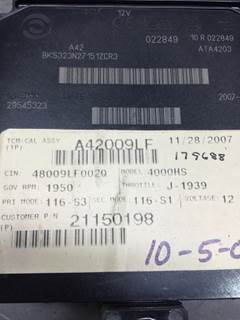 12V
022849
10 R 022849
A42
ATA4203
BKS323N27151ZCR3
29545323
2007-
TCM-CAL ASSY
(1P)
A42009LF
11/28/2007
179688
CIN: 48009LF0020
MODEL: 4000HS
GOV RPM: 1950
THROTTLE: J-1939
PRI MODE: 116-S3
SEC MODE: 116-S1
VOLTAGE: 12
CUSTOMER P/N
(P)
21150198
10-5-0